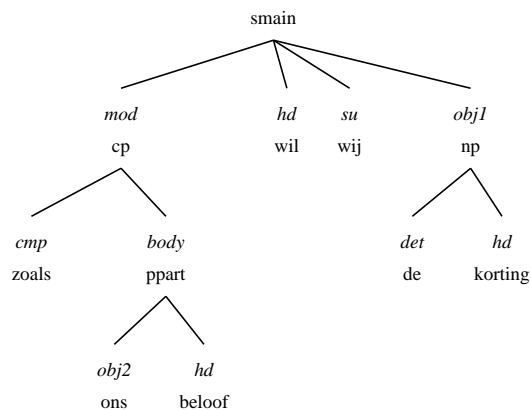 smain
mod hd su obj1
cp wil wij np
cmp body det hd
zoals ppart de korting
obj2 hd
ons beloof